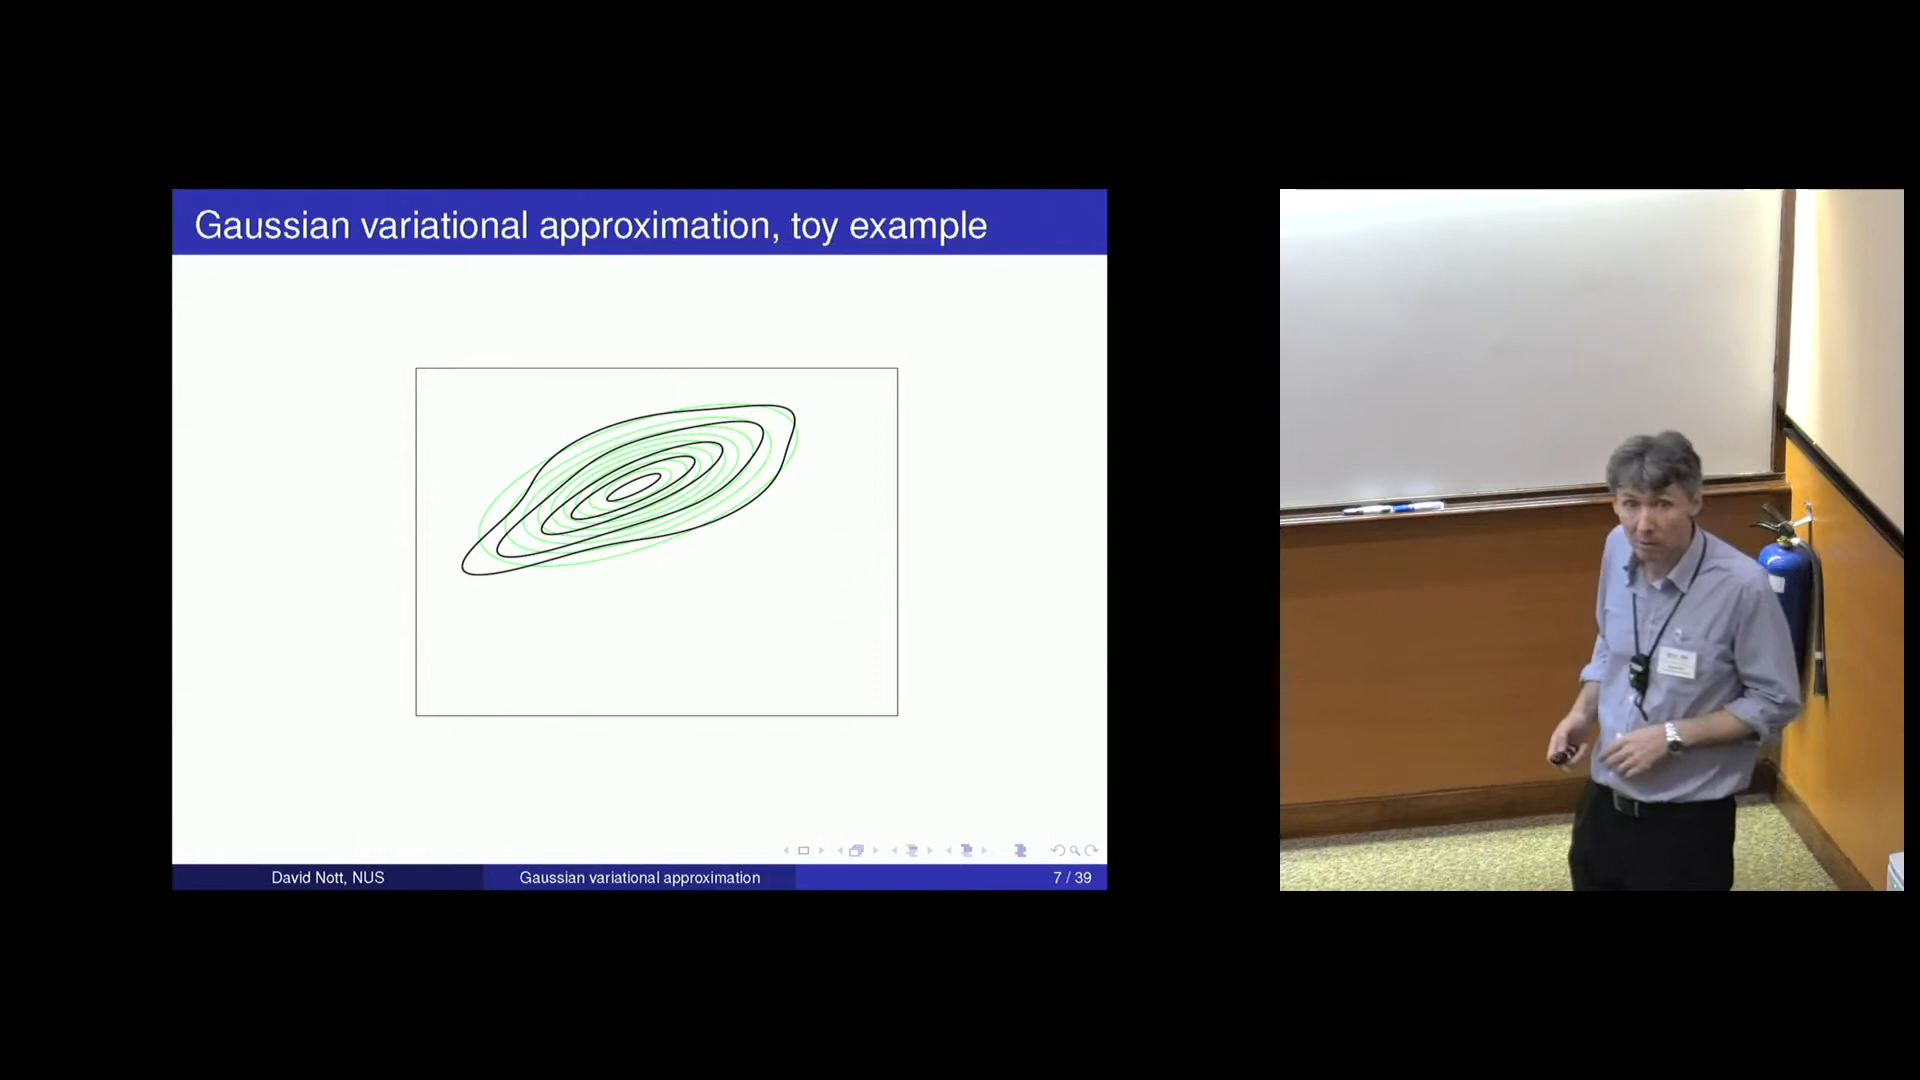 Gaussian variational approximation, toy example
David Nott, NUS
Gaussian variational approximation
7 / 39